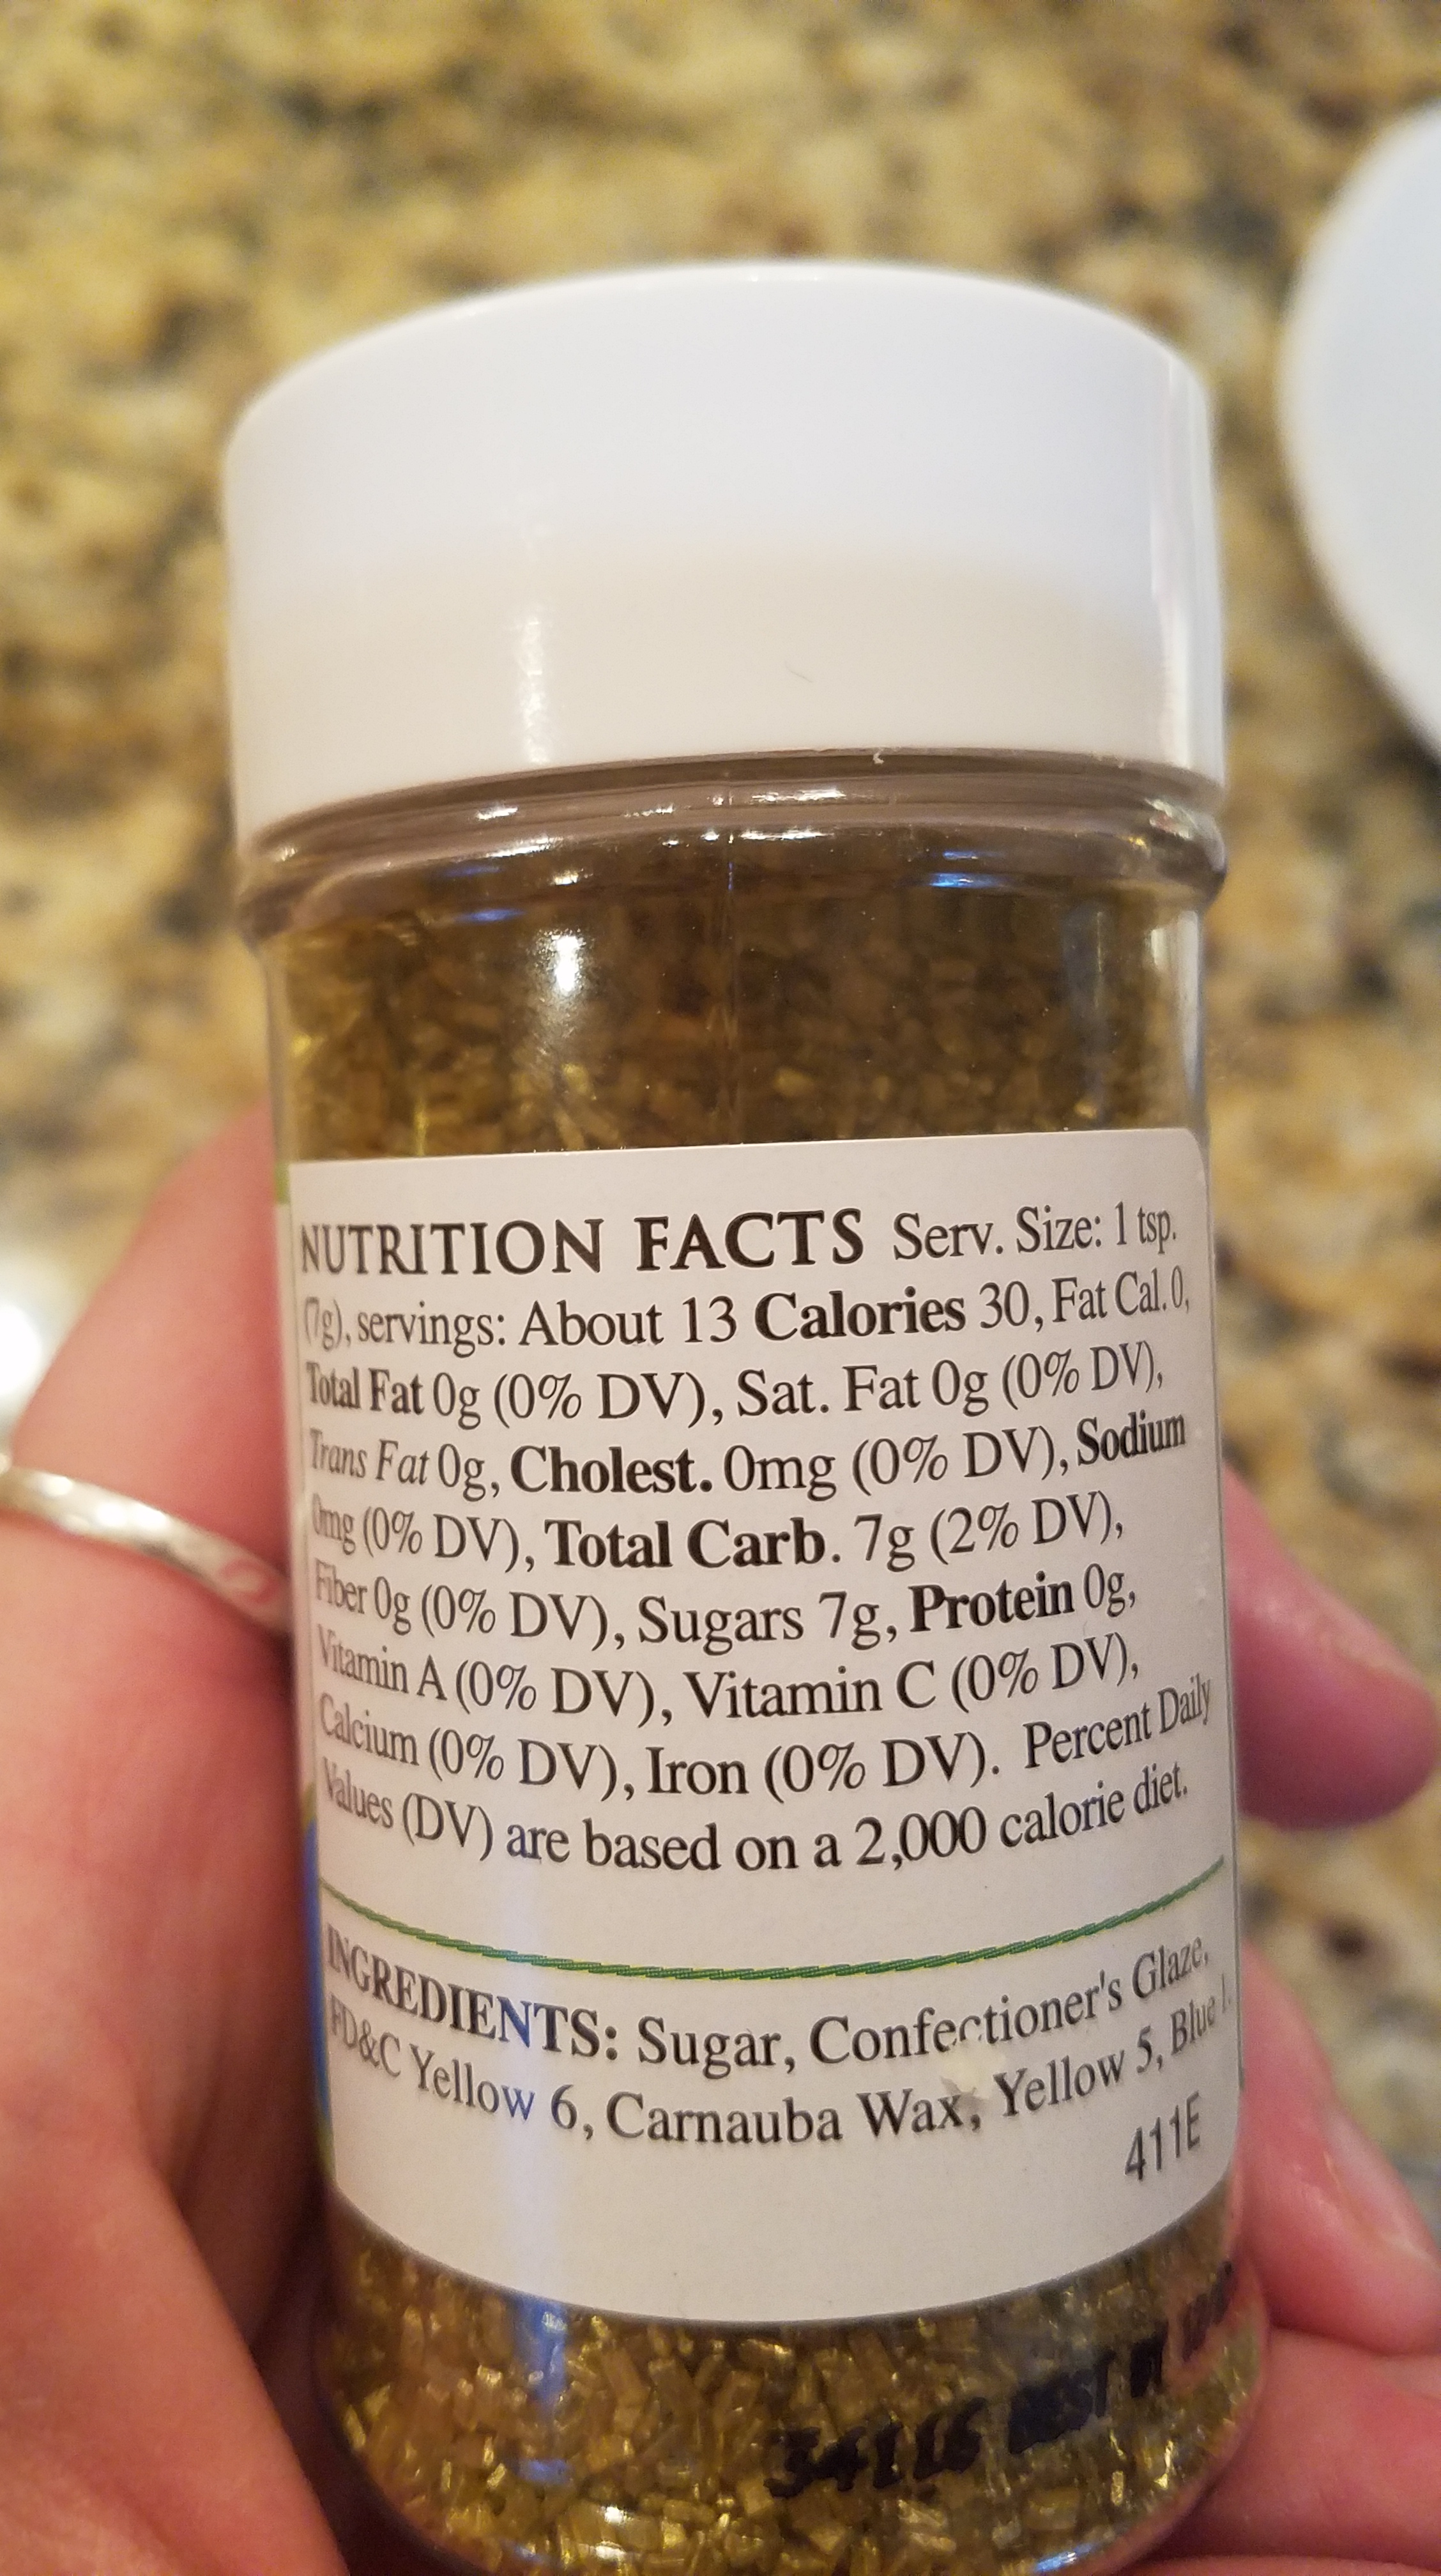 NUTRITION FACTS Serv. Size: 1 tsp.
(7g), servings: About 13 Calories 30, Fat Cal. 0,
Total Fat 0g (0% DV), Sat. Fat 0g (0% DV),
Trans Fat 0g, Cholest. 0mg (0% DV), Sodium
0mg (0% DV), Total Carb. 7g (2% DV),
Fiber 0g (0% DV), Sugars 7g, Protein 0g,
Vitamin A (0% DV), Vitamin C (0% DV),
Calcium (0% DV), Iron (0% DV). Percent Daily
Values (DV) are based on a 2,000 calorie diet.
INGREDIENTS: Sugar, Confectioner's Glaze,
FD&C Yellow 6, Carnauba Wax, Yellow 5, Blue 1.
411E
BEST